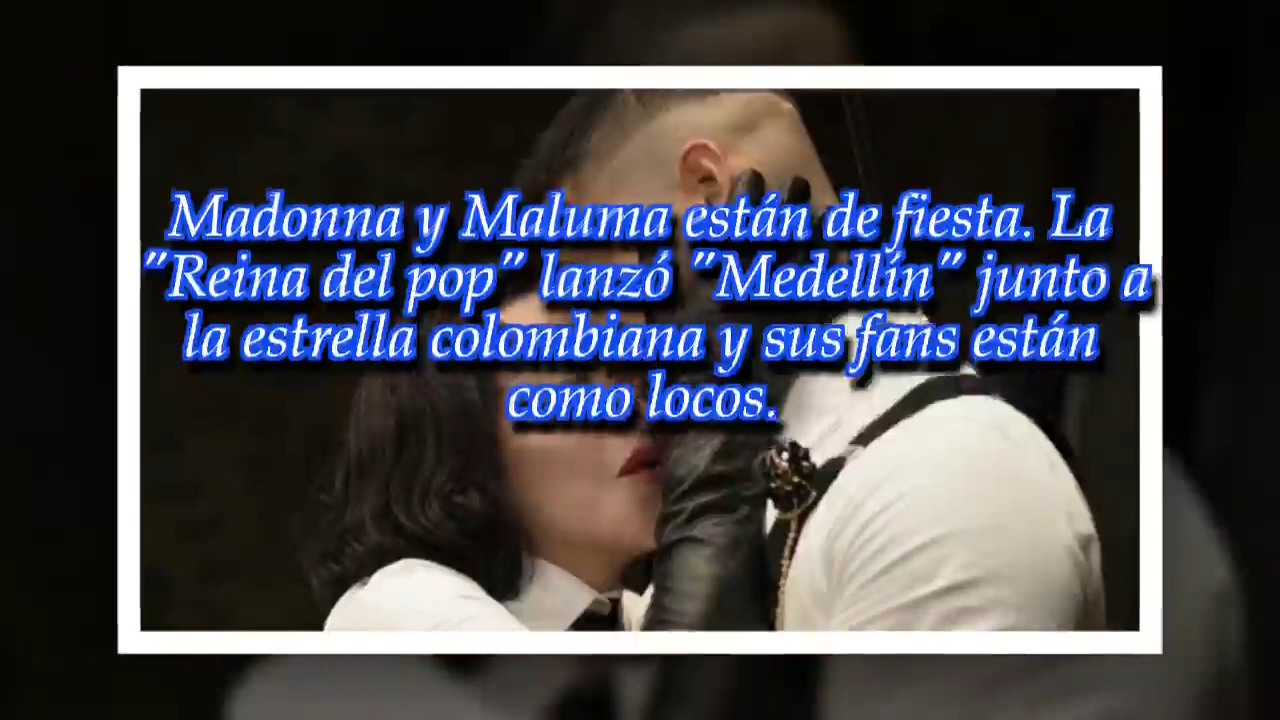 Madonna y Maluma están de fiesta. La
"Reina del pop" lanzó "Medellín" junto a
la estrella colombiana y sus fans están
como locos.